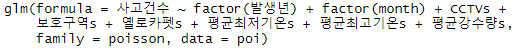 glm(formula = 사고건수 ~ factor(발생년) + factor(month) + CCTVs +
보호구역s + 옐로카펫s + 평균최저기온s + 평균최고기온s + 평균강수량s,
family = poisson, data = poi)